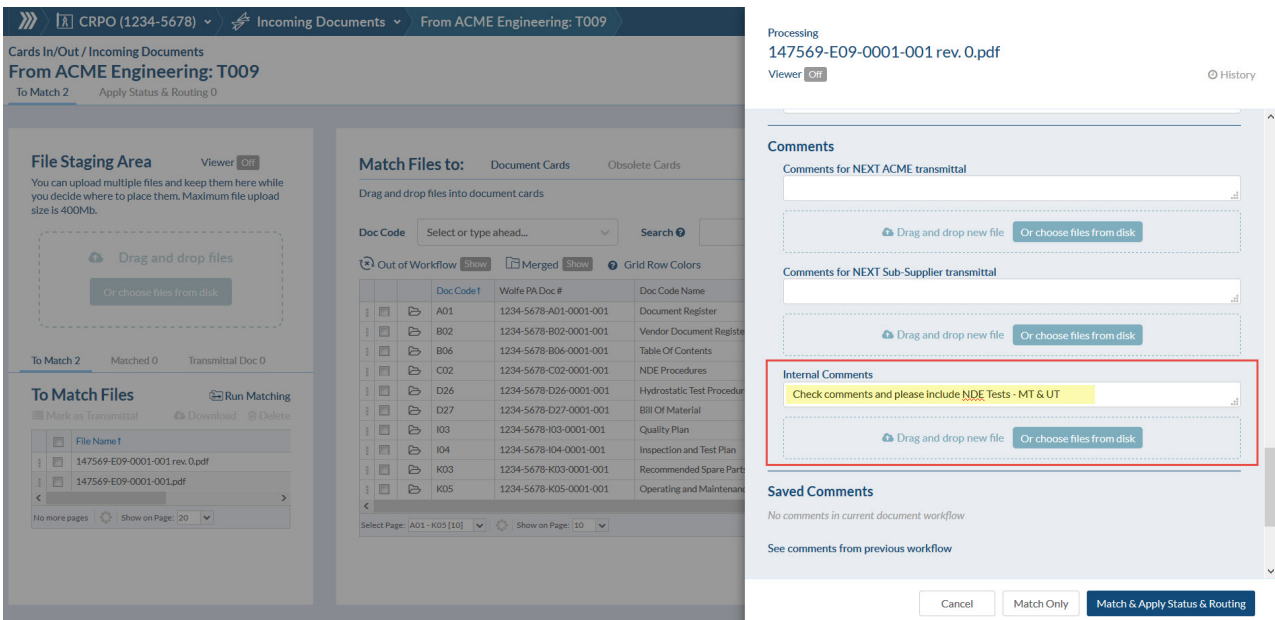 CRPO (1234-5678) Incoming Documents From ACME Engineering: T009
Cards In/Out / Incoming Documents
From ACME Engineering: T009
To Match 2 Apply Status & Routing 0
File Staging Area Viewer Off
You can upload multiple files and keep them here while
you decide where to place them. Maximum file upload
size is 400Mb.
Drag and drop files
Or choose files from disk
To Match 2 Matched 0 Transmittal Doc 0
To Match Files Run Matching
Mark as Transmittal Download Delete
File Name↑
147569-E09-0001-001 rev. 0.pdf
147569-E09-0001-001.pdf
No more pages Show on Page: 20
Match Files to: Document Cards Obsolete Cards
Drag and drop files into document cards
Doc Code Select or type ahead... Search
Out of Workflow Show Merged Show Grid Row Colors
Doc Code↑ Wolfe PA Doc # Doc Code Name
A01 1234-5678-A01-0001-001 Document Register
B02 1234-5678-B02-0001-001 Vendor Document Registe
B06 1234-5678-B06-0001-001 Table Of Contents
C02 1234-5678-C02-0001-001 NDE Procedures
D26 1234-5678-D26-0001-001 Hydrostatic Test Procedur
D27 1234-5678-D27-0001-001 Bill Of Material
I03 1234-5678-I03-0001-001 Quality Plan
I04 1234-5678-I04-0001-001 Inspection and Test Plan
K03 1234-5678-K03-0001-001 Recommended Spare Parts
K05 1234-5678-K05-0001-001 Operating and Maintenanc
Select Page: A01 - K05 [10] Show on Page: 10
Processing
147569-E09-0001-001 rev. 0.pdf
Viewer Off History
Comments
Comments for NEXT ACME transmittal
Drag and drop new file Or choose files from disk
Comments for NEXT Sub-Supplier transmittal
Drag and drop new file Or choose files from disk
Internal Comments
Check comments and please include NDE Tests - MT & UT
Drag and drop new file Or choose files from disk
Saved Comments
No comments in current document workflow
See comments from previous workflow
Cancel Match Only Match & Apply Status & Routing